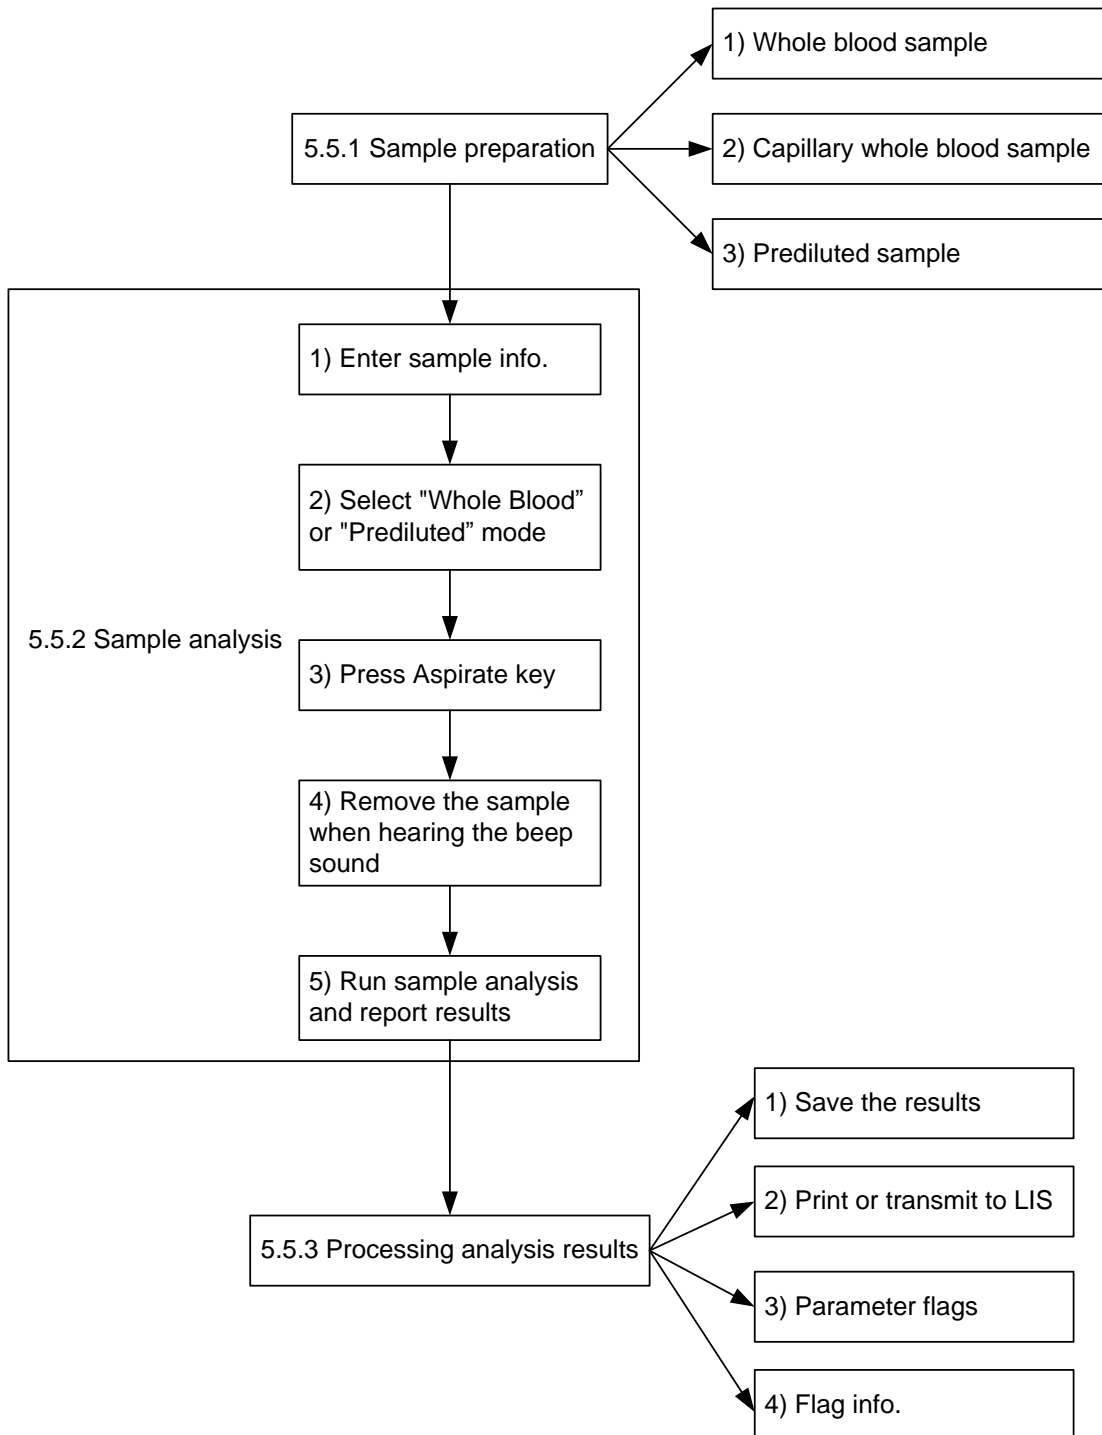 1) Whole blood sample
5.5.1 Sample preparation
2) Capillary whole blood sample
3) Prediluted sample
1) Enter sample info.
2) Select "Whole Blood”
or "Prediluted” mode
5.5.2 Sample analysis
3) Press Aspirate key
4) Remove the sample
when hearing the beep
sound
5) Run sample analysis
and report results
1) Save the results
2) Print or transmit to LIS
5.5.3 Processing analysis results
3) Parameter flags
4) Flag info.